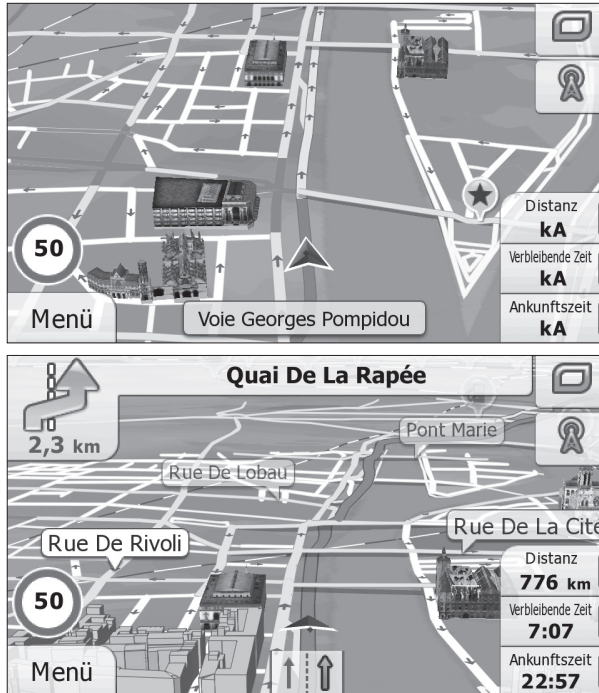 50
Distanz
kA
Verbleibende Zeit
kA
Ankunftszeit
kA
Menü
Voie Georges Pompidou
Quai De La Rapée
2,3 km
Pont Marie
Rue De Lobau
Rue De La Cité
Rue De Rivoli
Distanz
776 km
50
Verbleibende Zeit
7:07
Ankunftszeit
22:57
Menü